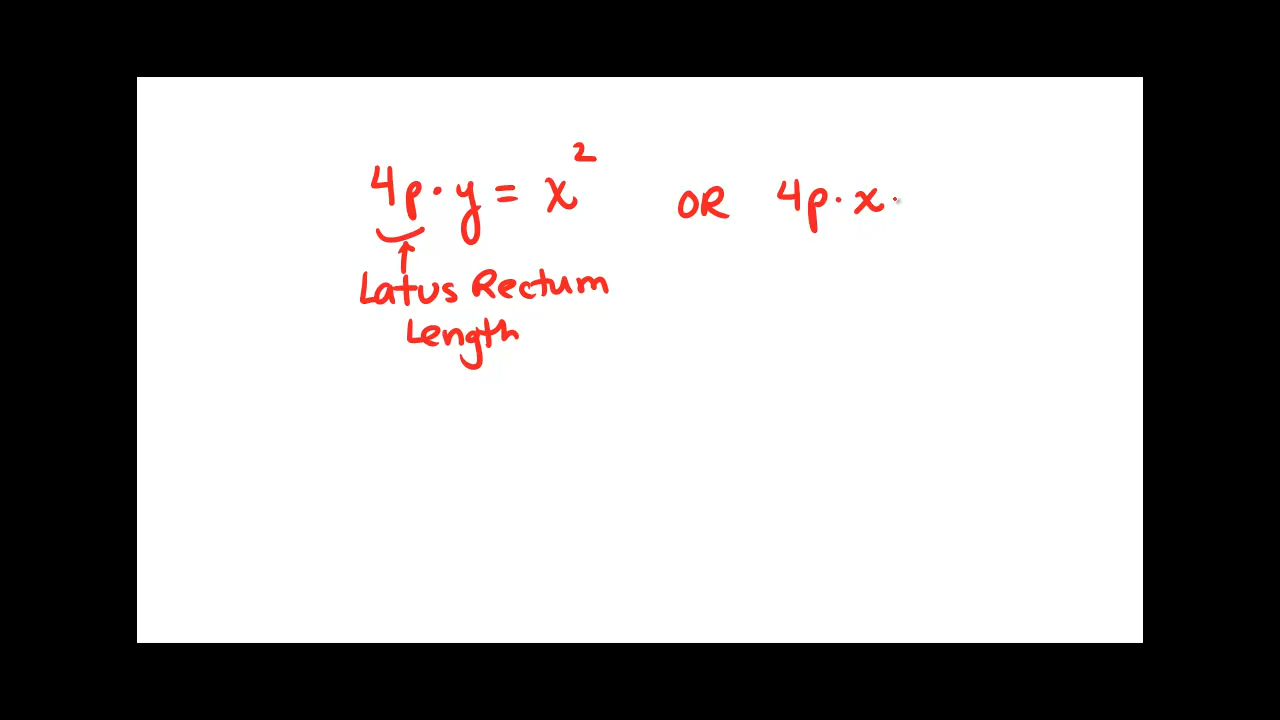 4p · y = x² OR 4p · x ·
Latus Rectum
Length